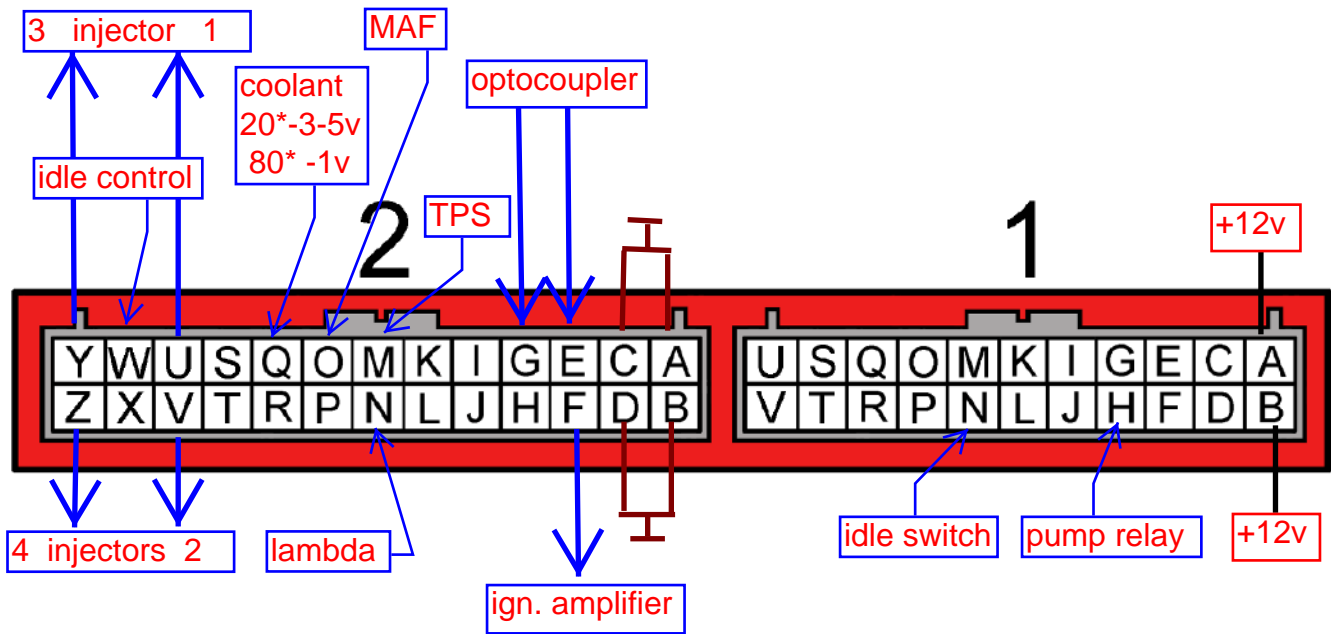 3 injector 1
MAF
coolant
20*-3-5v
80* -1v
optocoupler
idle control
TPS
+12v
2
1
Y W U S Q O M K I G E C A
Z X V T R P N L J H F D B
U S Q O M K I G E C A
V T R P N L J H F D B
4 injectors 2
lambda
ign. amplifier
idle switch
pump relay
+12v